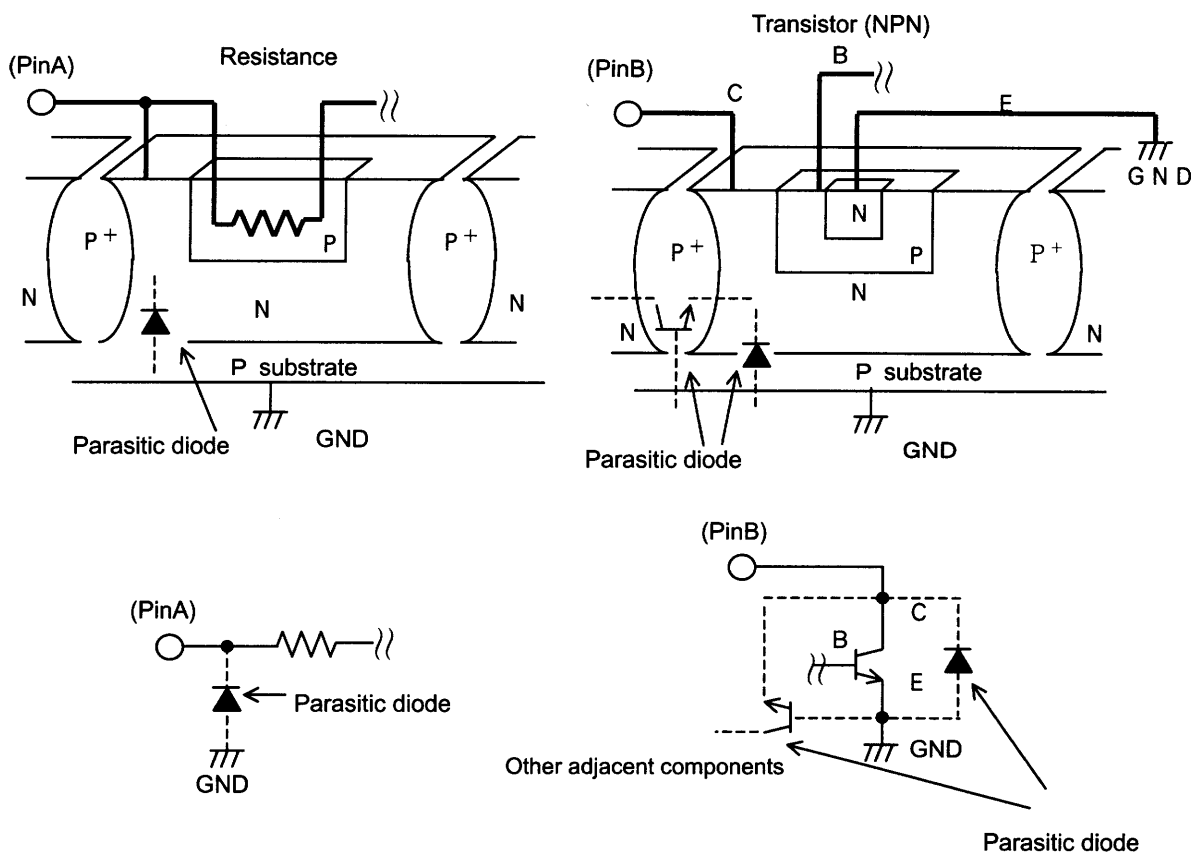 Resistance
(PinA)
P+
P
P+
N
N
N
P substrate
Parasitic diode
GND
Transistor (NPN)
(PinB)
B
C
E
GND
N
P+
P
P+
N
N
N
P substrate
Parasitic diode
GND
(PinA)
Parasitic diode
GND
(PinB)
C
B
E
GND
Other adjacent components
Parasitic diode